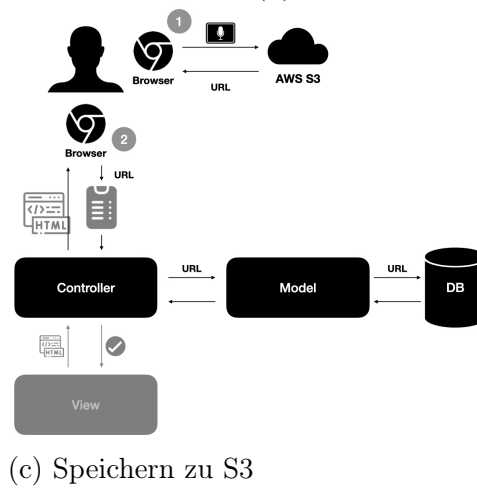 1
Browser
URL
AWS S3
2
Browser
URL
</>
HTML
Controller
URL
Model
URL
DB
HTML
View
(c) Speichern zu S3